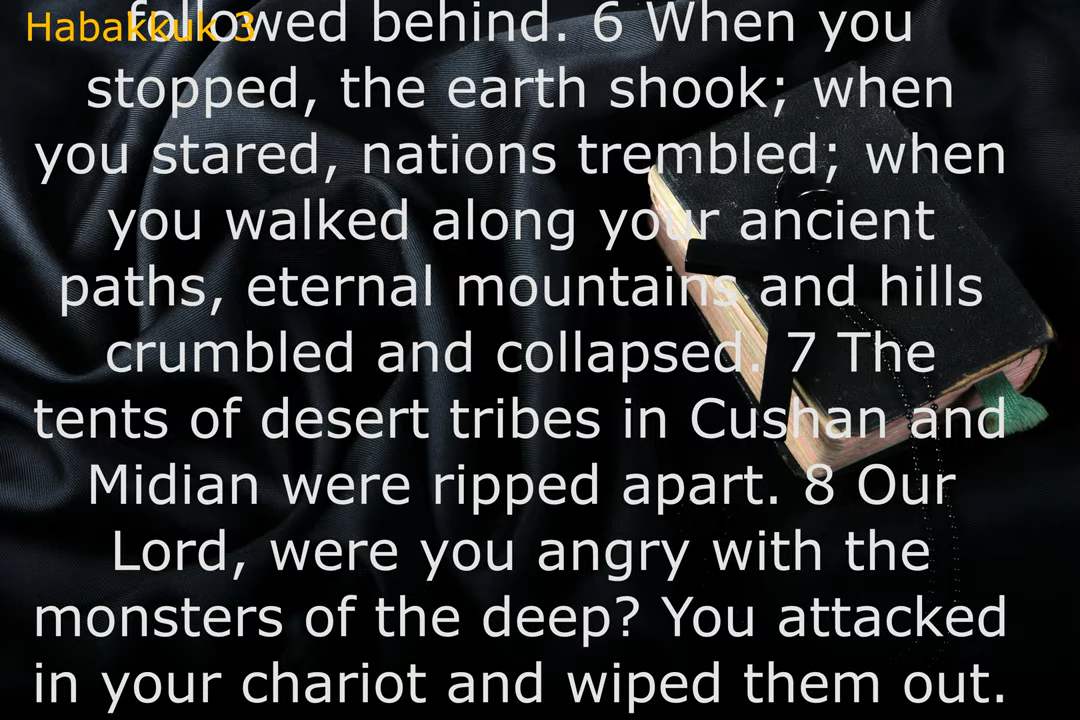 Habakkuk 3
followed behind. 6 When you
stopped, the earth shook; when
you stared, nations trembled; when
you walked along your ancient
paths, eternal mountains and hills
crumbled and collapsed. 7 The
tents of desert tribes in Cushan and
Midian were ripped apart. 8 Our
Lord, were you angry with the
monsters of the deep? You attacked
in your chariot and wiped them out.